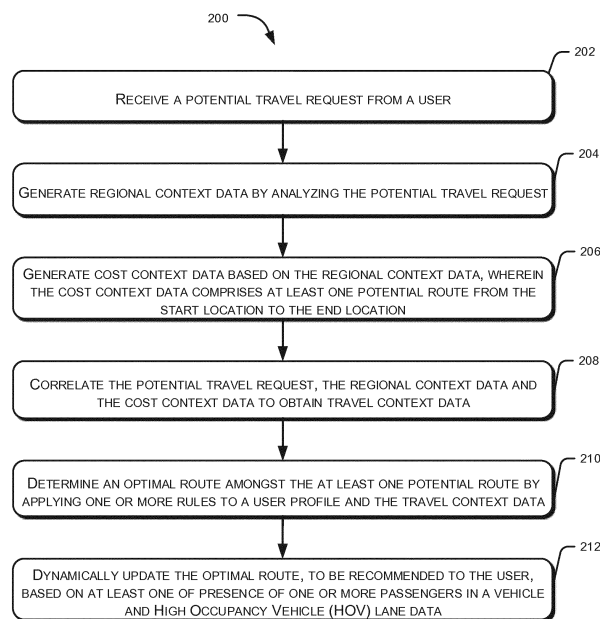 200
202
RECEIVE A POTENTIAL TRAVEL REQUEST FROM A USER
204
GENERATE REGIONAL CONTEXT DATA BY ANALYZING THE POTENTIAL TRAVEL REQUEST
206
GENERATE COST CONTEXT DATA BASED ON THE REGIONAL CONTEXT DATA, WHEREIN
THE COST CONTEXT DATA COMPRISES AT LEAST ONE POTENTIAL ROUTE FROM THE
START LOCATION TO THE END LOCATION
208
CORRELATE THE POTENTIAL TRAVEL REQUEST, THE REGIONAL CONTEXT DATA AND
THE COST CONTEXT DATA TO OBTAIN TRAVEL CONTEXT DATA
210
DETERMINE AN OPTIMAL ROUTE AMONGST THE AT LEAST ONE POTENTIAL ROUTE BY
APPLYING ONE OR MORE RULES TO A USER PROFILE AND THE TRAVEL CONTEXT DATA
212
DYNAMICALLY UPDATE THE OPTIMAL ROUTE, TO BE RECOMMENDED TO THE USER,
BASED ON AT LEAST ONE OF PRESENCE OF ONE OR MORE PASSENGERS IN A VEHICLE
AND HIGH OCCUPANCY VEHICLE (HOV) LANE DATA